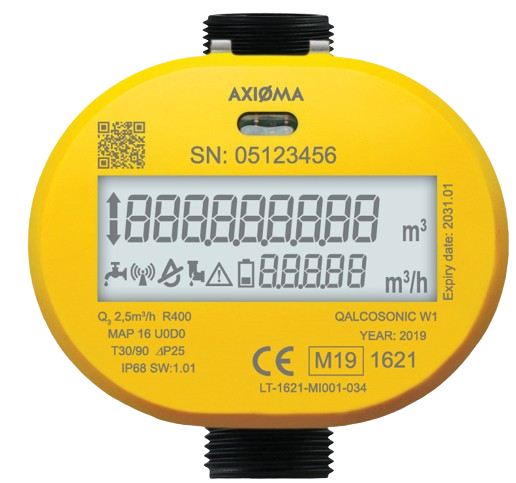 AXIØMA
SN: 05123456
888888888 m³
88888 m³/h
Expiry date: 2031.01
Q₃ 2,5m³/h R400
MAP 16 U0D0
T30/90 ΔP25
IP68 SW:1.01
QALCOSONIC W1
YEAR: 2019
CE M19 1621
LT-1621-MI001-034